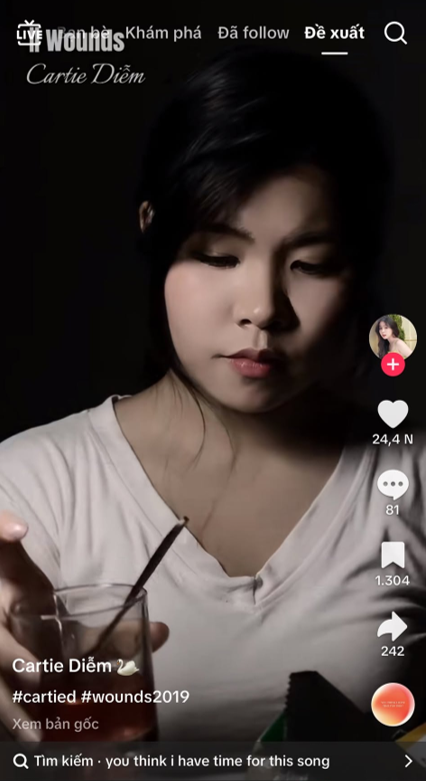 LIVE Bạn bè Khám phá Đã follow Đề xuất
Wounds
Cartie Diễm
24,4 N
81
1.304
242
Cartie Diễm
#cartied #wounds2019
Xem bản gốc
Tìm kiếm · you think i have time for this song